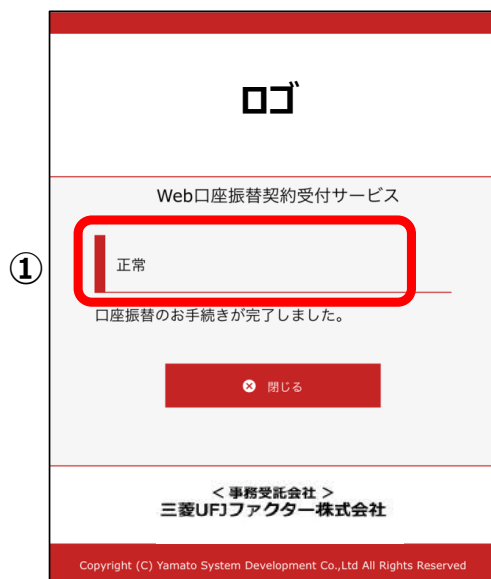 ロゴ
Web口座振替契約受付サービス
①
正常
口座振替のお手続きが完了しました。
閉じる
＜事務受託会社＞
三菱UFJファクター株式会社
Copyright (C) Yamato System Development Co.,Ltd All Rights Reserved